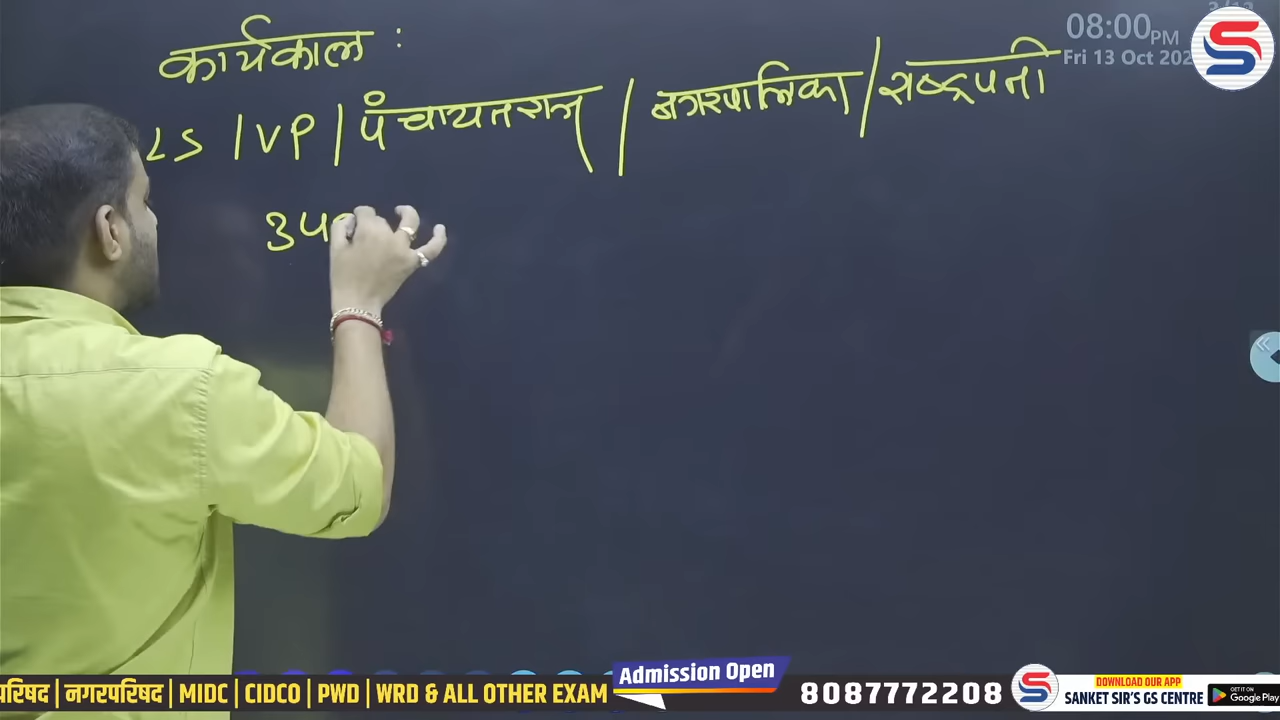 08:00PM
Fri 13 Oct 202
कार्यकाल :
LS | VP | पंचायतराज / नगरपालिका / राष्ट्रपती
S
परिषद | नगरपरिषद | MIDC | CIDCO | PWD | WRD & ALL OTHER EXAM
Admission Open
8087772208
DOWNLOAD OUR APP
SANKET SIR'S GS CENTRE
GET IT ON
Google Play